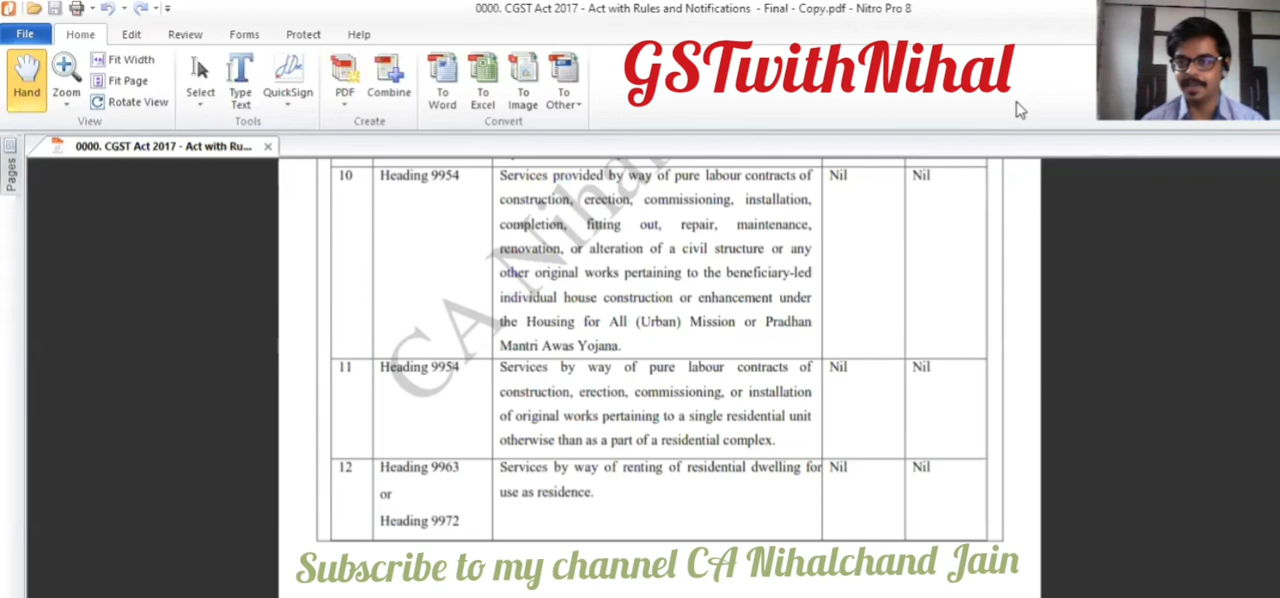 0000. CGST Act 2017 - Act with Rules and Notifications - Final - Copy.pdf - Nitro Pro 8
File Home Edit Review Forms Protect Help
Hand
Zoom
Fit Width
Fit Page
Rotate View
View
Select
Type Text
QuickSign
Tools
PDF
Combine
Create
To Word
To Excel
To Image
To Other
Convert
GSTwithNihal
0000. CGST Act 2017 - Act with Ru...
Pages
10 Heading 9954 Services provided by way of pure labour contracts of Nil Nil
construction, erection, commissioning, installation,
completion, fitting out, repair, maintenance,
renovation, or alteration of a civil structure or any
other original works pertaining to the beneficiary-led
individual house construction or enhancement under
the Housing for All (Urban) Mission or Pradhan
Mantri Awas Yojana.
11 Heading 9954 Services by way of pure labour contracts of Nil Nil
construction, erection, commissioning, or installation
of original works pertaining to a single residential unit
otherwise than as a part of a residential complex.
12 Heading 9963 Services by way of renting of residential dwelling for Nil Nil
or use as residence.
Heading 9972
CA Nihal
Subscribe to my channel CA Nihalchand Jain